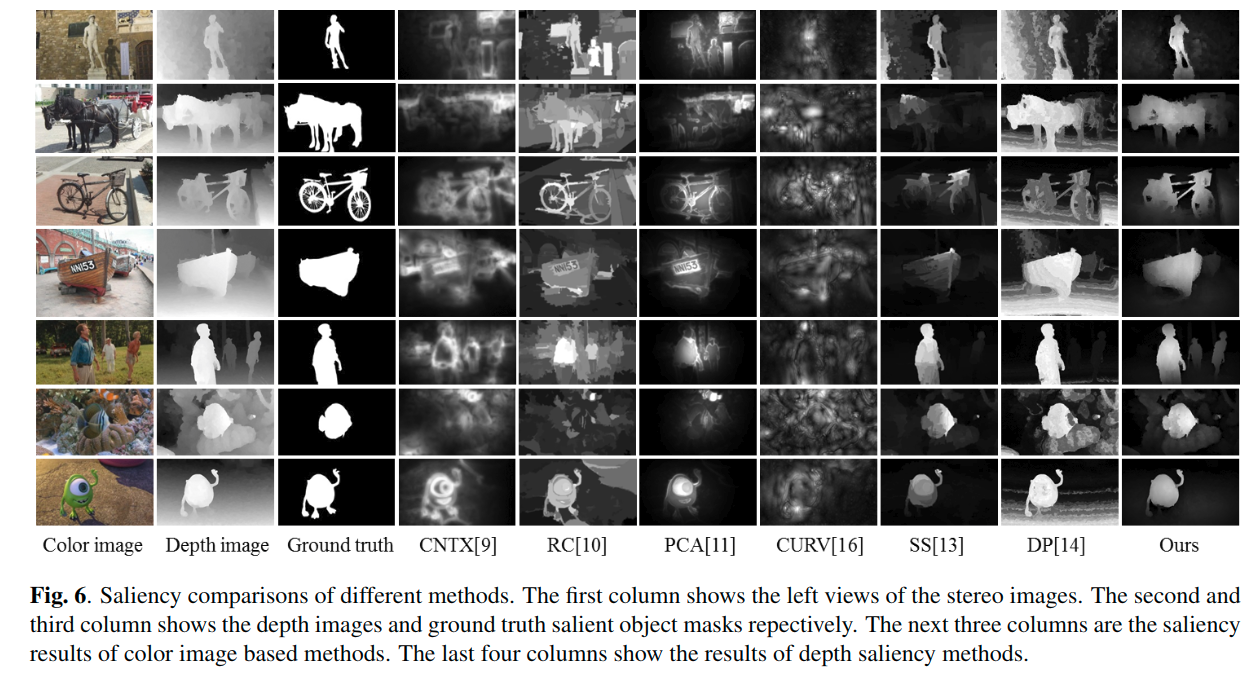 NN153
NN153
NN153
Color image Depth image Ground truth CNTX[9] RC[10] PCA[11] CURV[16] SS[13] DP[14] Ours
Fig. 6. Saliency comparisons of different methods. The first column shows the left views of the stereo images. The second and
third column shows the depth images and ground truth salient object masks repectively. The next three columns are the saliency
results of color image based methods. The last four columns show the results of depth saliency methods.